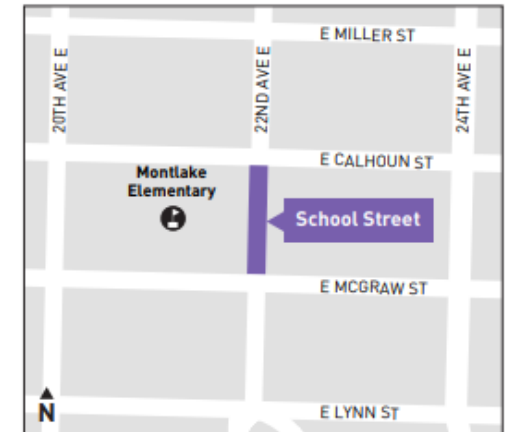 E MILLER ST
20TH AVE E
22ND AVE E
24TH AVE E
E CALHOUN ST
Montlake
Elementary
School Street
E MCGRAW ST
N
E LYNN ST